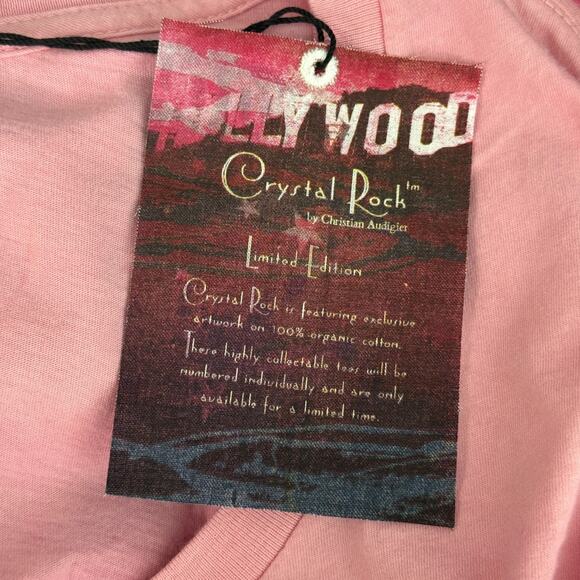 HOLLYWOOD
Crystal Rock™
by Christian Audigier
Limited Edition
Crystal Rock is featuring exclusive
artwork on 100% organic cotton.
These highly collectable tees will be
numbered individually and are only
available for a limited time.